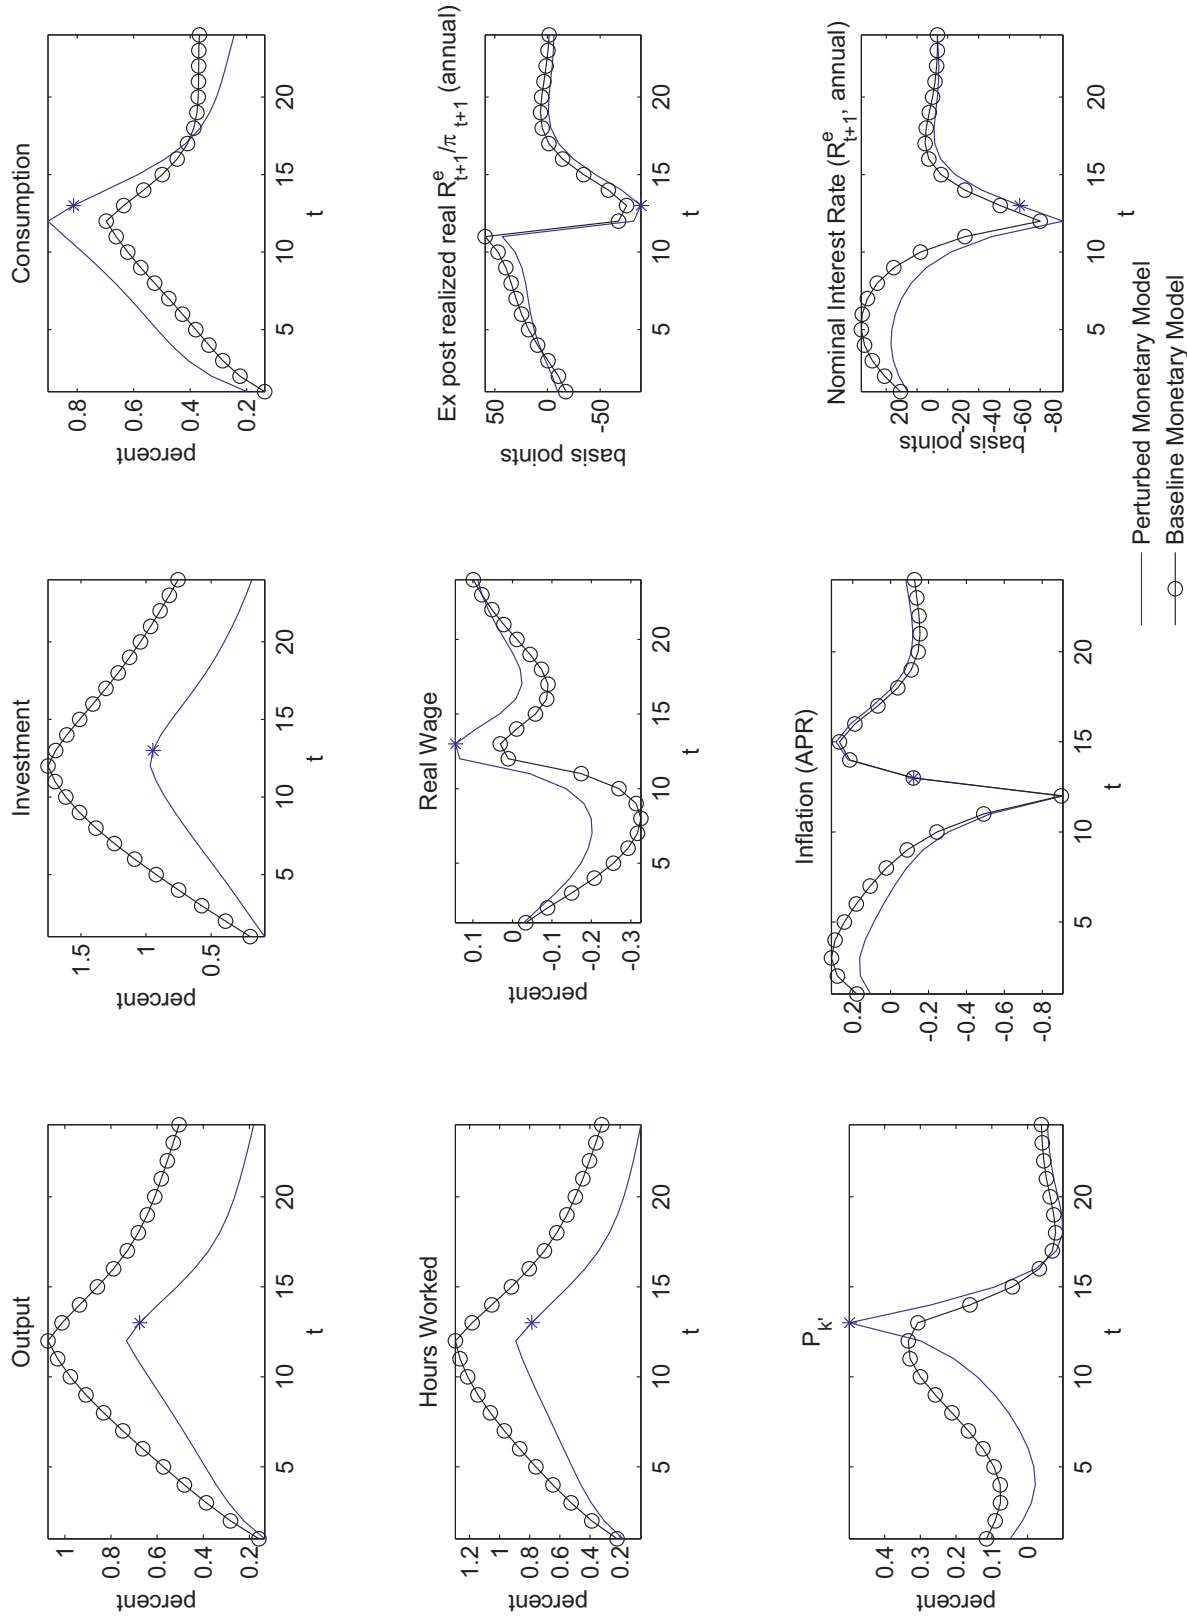 Output
percent
1
0.8
0.6
0.4
0.2
5 10 15 20
t
Investment
percent
1.5
1
0.5
5 10 15 20
t
Consumption
percent
0.8
0.6
0.4
0.2
5 10 15 20
t
Hours Worked
percent
1.2
1
0.8
0.6
0.4
0.2
5 10 15 20
t
Real Wage
percent
0.1
0
-0.1
-0.2
-0.3
5 10 15 20
t
Ex post realized real R^e_{t+1}/π_{t+1} (annual)
basis points
50
0
-50
5 10 15 20
t
P_{k'}
percent
0.4
0.3
0.2
0.1
0
5 10 15 20
t
Inflation (APR)
0.2
0
-0.2
-0.4
-0.6
-0.8
5 10 15 20
t
Nominal Interest Rate (R^e_{t+1}, annual)
basis points
20
0
-20
-40
-60
-80
5 10 15 20
t
Perturbed Monetary Model
Baseline Monetary Model